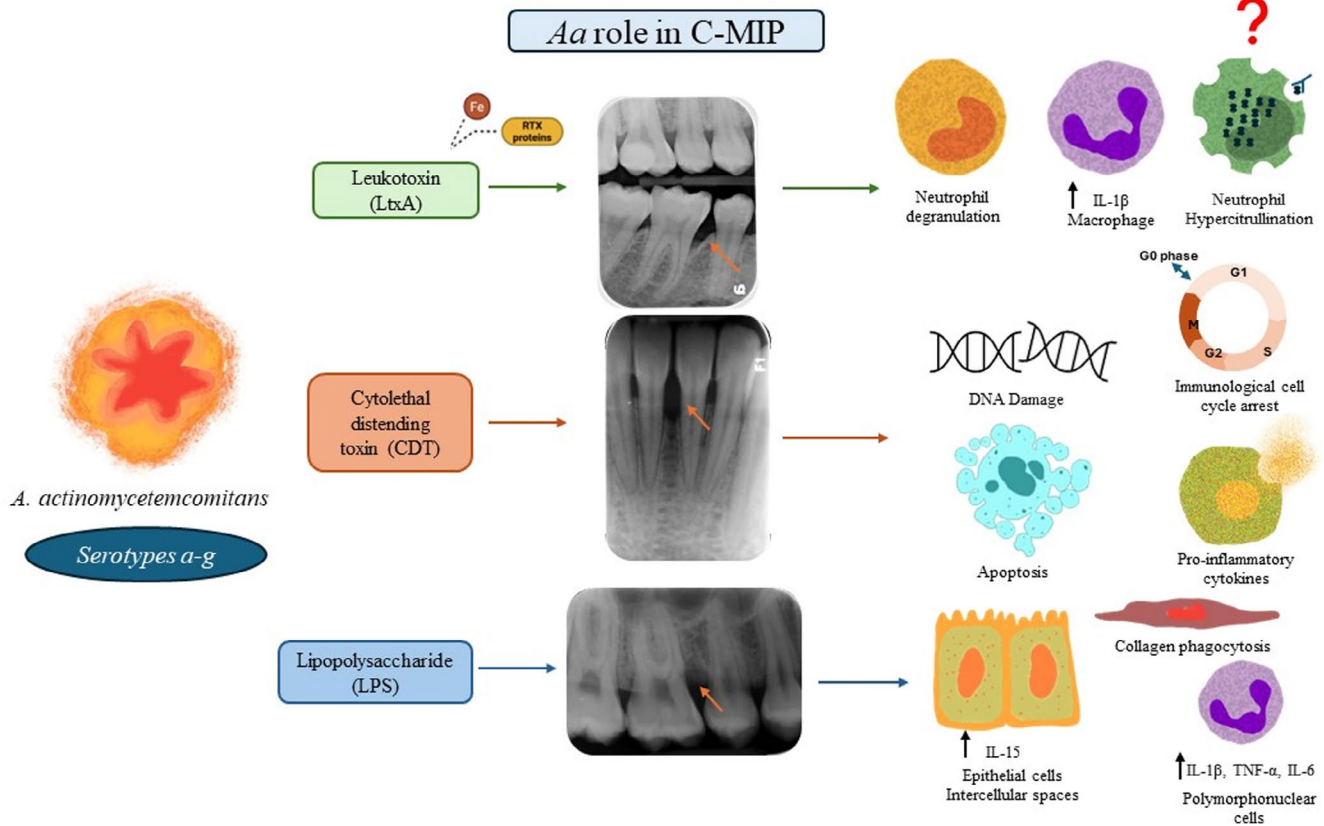 Aa role in C-MIP
?
Fe
RTX
proteins
Leukotoxin
(LtxA)
Neutrophil
degranulation
IL-1β
Macrophage
Neutrophil
Hypercitrullination
G0 phase
G1
M
G2
S
Immunological cell
cycle arrest
A. actinomycetemcomitans
Serotypes a-g
Cytolethal
distending
toxin (CDT)
F1
DNA Damage
Apoptosis
Pro-inflammatory
cytokines
Lipopolysaccharide
(LPS)
IL-15
Epithelial cells
Intercellular spaces
Collagen phagocytosis
IL-1β, TNF-α, IL-6
Polymorphonuclear
cells